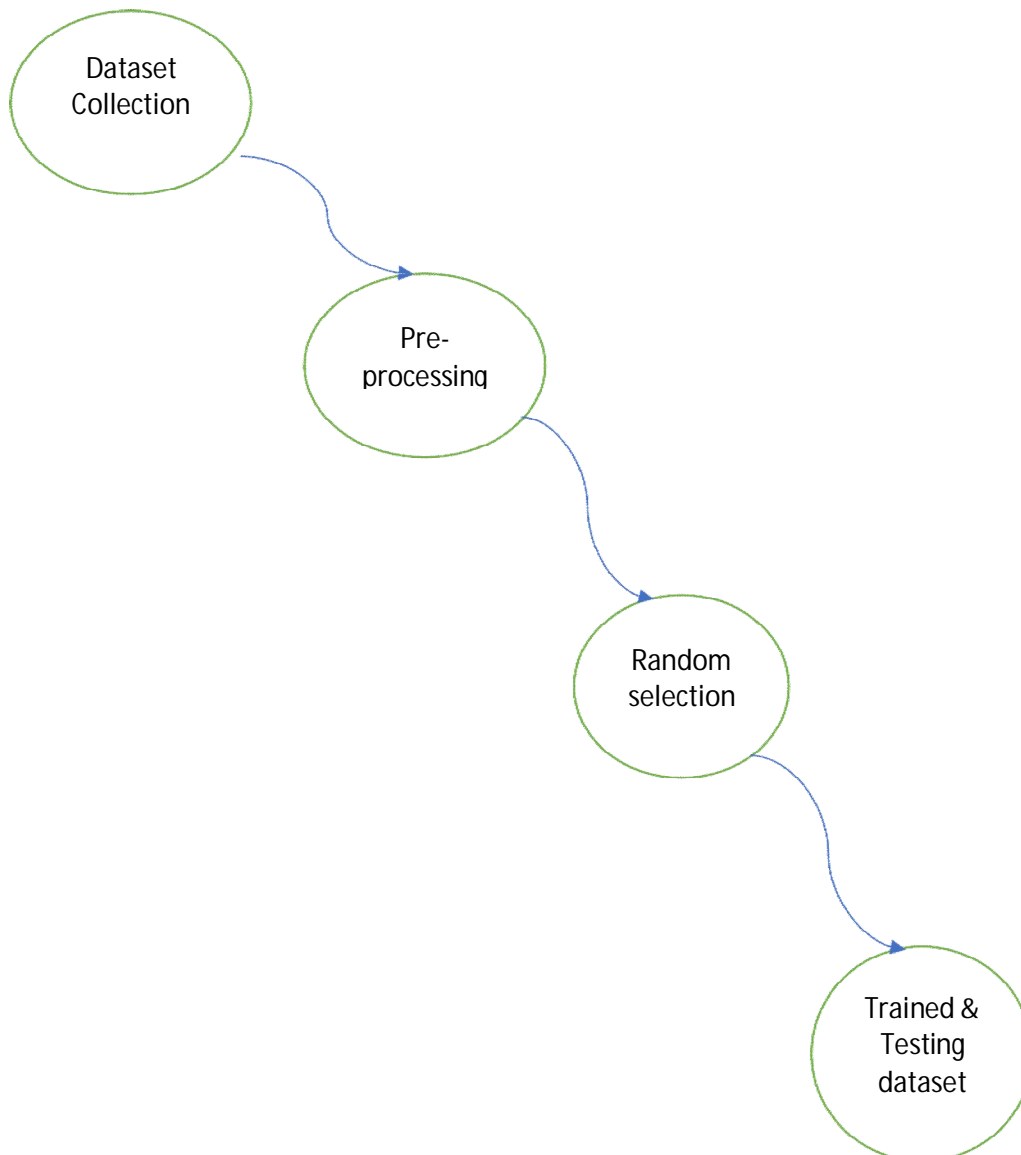 Dataset
Collection
Pre-
processing
Random
selection
Trained &
Testing
dataset